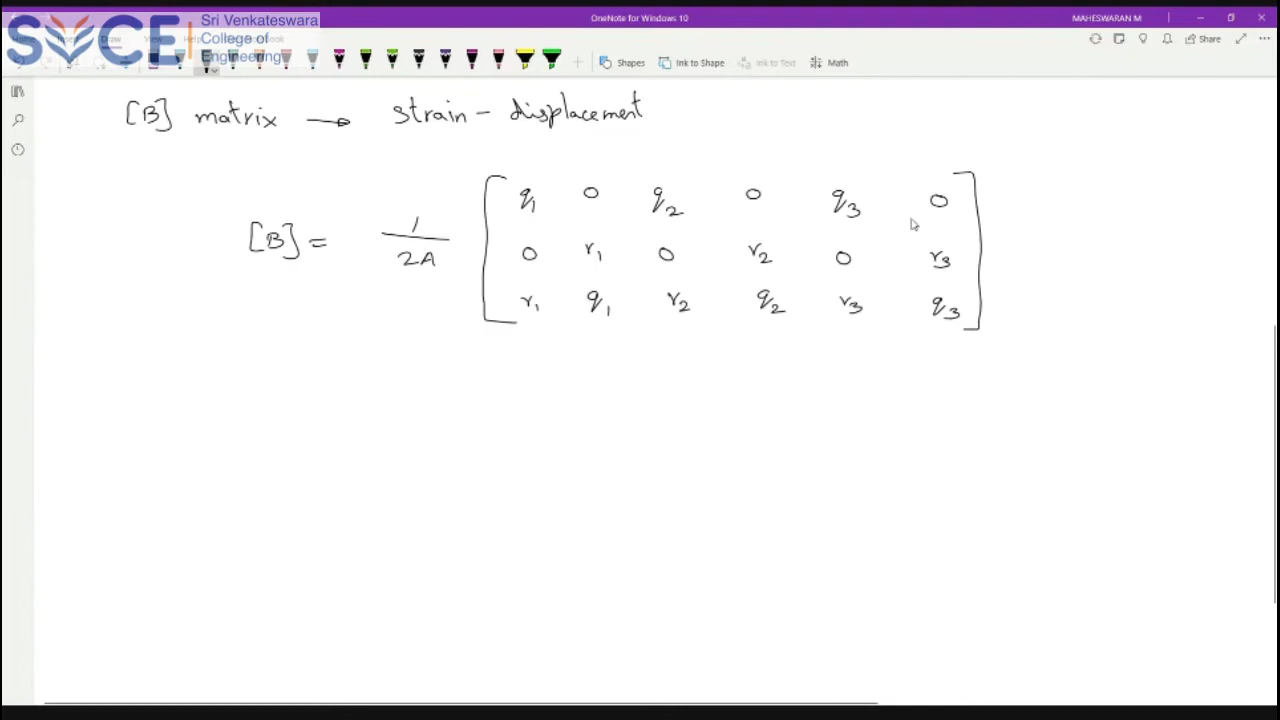 OneNote for Windows 10
MAHESWARAN M
SVCE
Sri Venkateswara
College of
Engineering
Shapes
Ink to Shape
Ink to Text
Math
Share
[B] matrix → strain - displacement
[B] = 1/2A [ q1 0 q2 0 q3 0
0 r1 0 r2 0 r3
r1 q1 r2 q2 r3 q3 ]